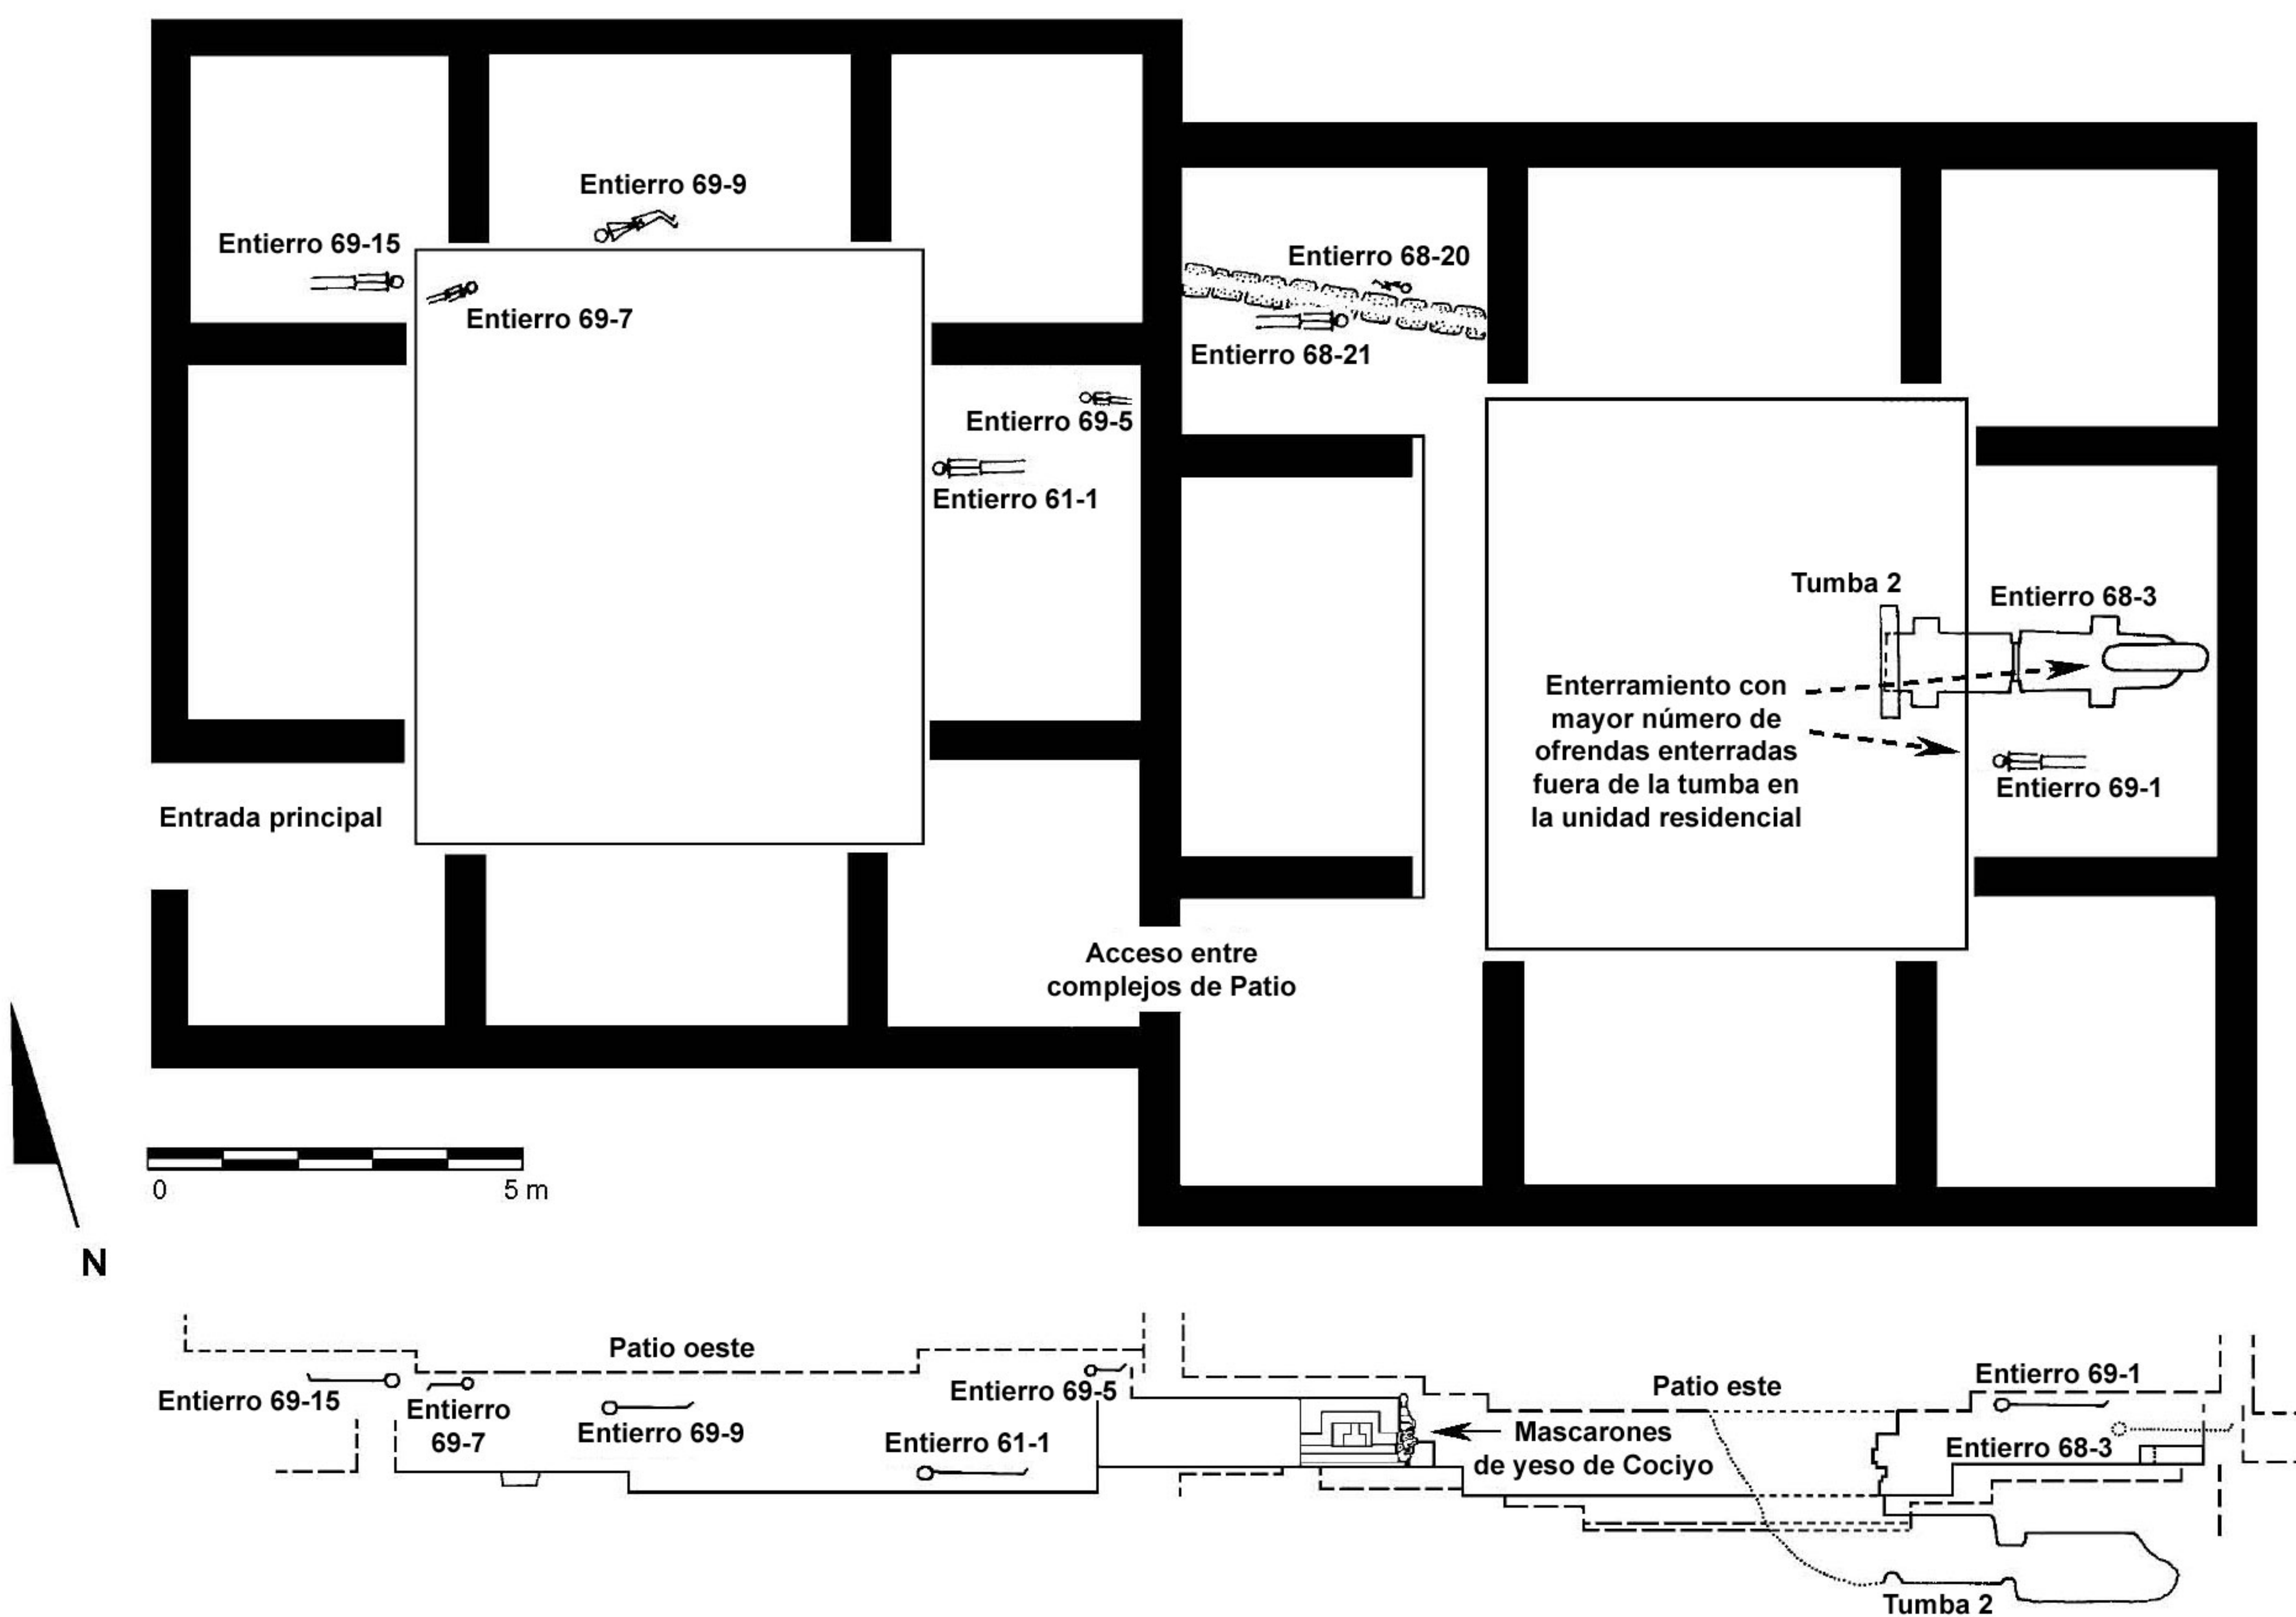 Entierro 69-9
Entierro 69-15
Entierro 69-7
Entierro 68-20
Entierro 68-21
Entierro 69-5
Entierro 61-1
Tumba 2
Entierro 68-3
Enterramiento con
mayor número de
ofrendas enterradas
fuera de la tumba en
la unidad residencial
Entierro 69-1
Entrada principal
Acceso entre
complejos de Patio
0
5 m
N
Patio oeste
Entierro 69-15
Entierro
69-7
Entierro 69-9
Entierro 69-5
Entierro 61-1
Mascarones
de yeso de Cociyo
Patio este
Entierro 69-1
Entierro 68-3
Tumba 2